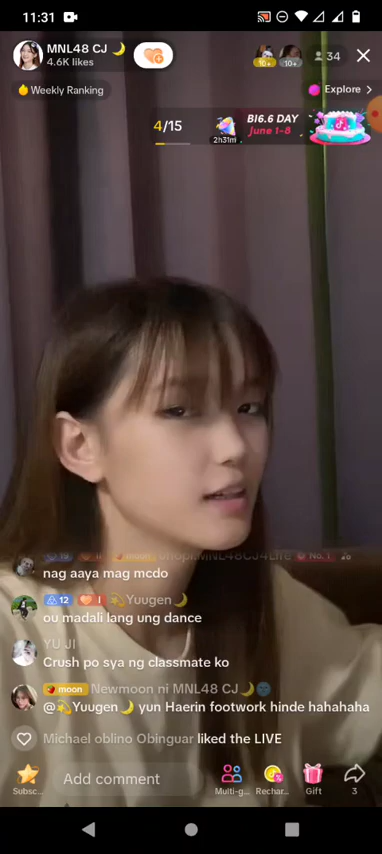 11:31
MNL48 CJ 🌙
4.6K likes
10+
10+
34
Weekly Ranking
Explore >
4/15
2h31m
BI6.6 DAY
June 1-8
nag aaya mag mcdo
12 💫Yuugen🌙
ou madali lang ung dance
YU JI
Crush po sya ng classmate ko
moon Newmoon ni MNL48 CJ🌙🌚
@💫Yuugen🌙 yun Haerin footwork hinde hahahaha
Michael oblino Obinguar liked the LIVE
Subsc...
Add comment
Multi-g...
Rechar...
Gift
3